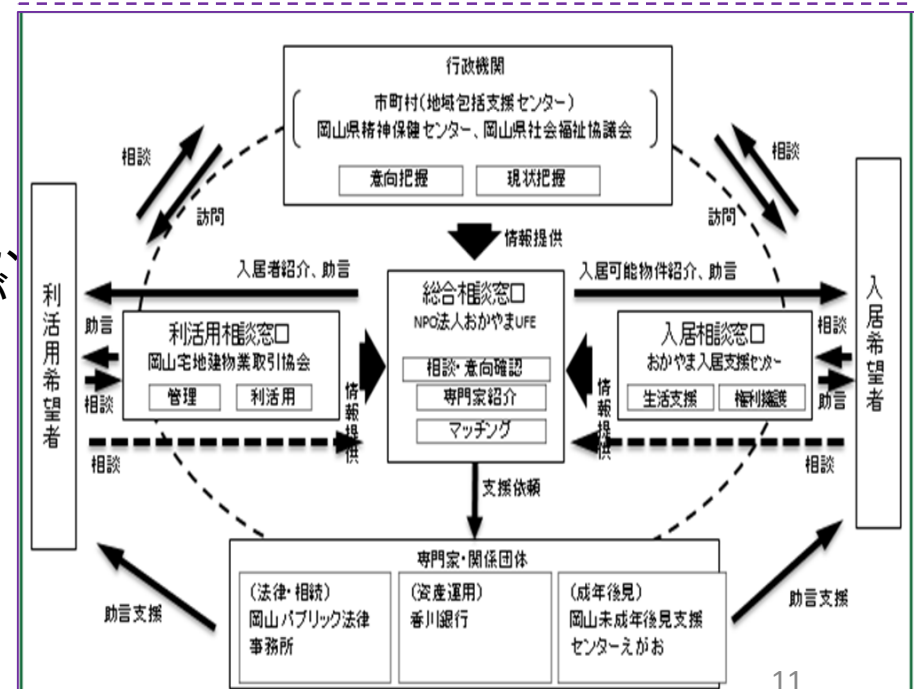 行政機関
市町村(地域包括支援センター)
岡山県精神保健センター、岡山県社会福祉協議会
意向把握
現状把握
相談
訪問
相談
訪問
情報提供
利活用希望者
入居希望者
入居者紹介、助言
入居可能物件紹介、助言
総合相談窓口
NPO法人おかやまUFE
相談・意向確認
専門家紹介
マッチング
利活用相談窓口
岡山宅地建物業取引協会
管理
利活用
入居相談窓口
おかやま入居支援センター
生活支援
権利擁護
助言
相談
相談
助言
情報提供
情報提供
相談
相談
支援依頼
専門家・関係団体
(法律・相続)
岡山パブリック法律
事務所
(資産運用)
香川銀行
(成年後見)
岡山未成年後見支援
センターえがお
助言支援
助言支援
11